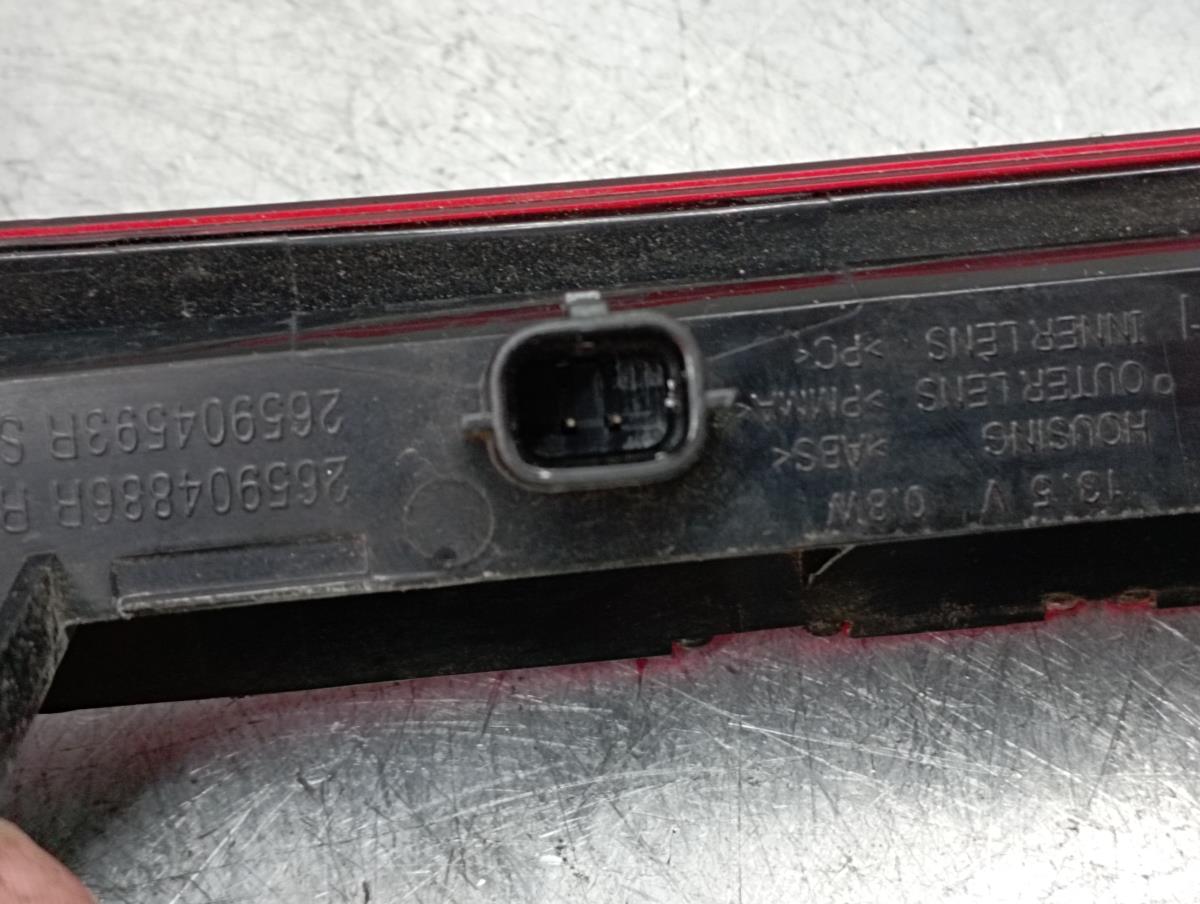 13.5 V 0.8W
HOUSING >ABS<
OUTER LENS >PMMA<
INNER LENS >PC<
265904886R R
265904593R S